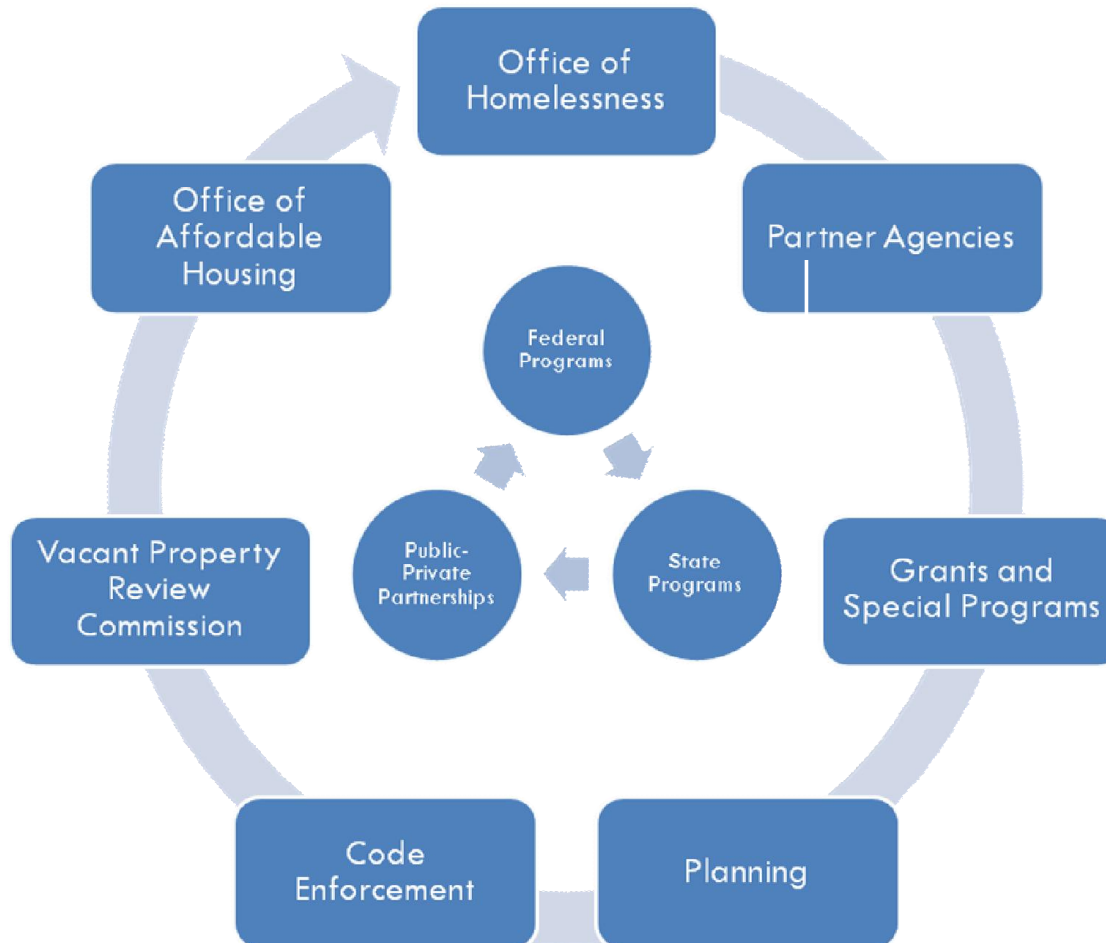 Office of
Homelessness
Partner Agencies
Grants and
Special Programs
Planning
Code
Enforcement
Vacant Property
Review
Commission
Office of
Affordable
Housing
Federal
Programs
State
Programs
Public-
Private
Partnerships